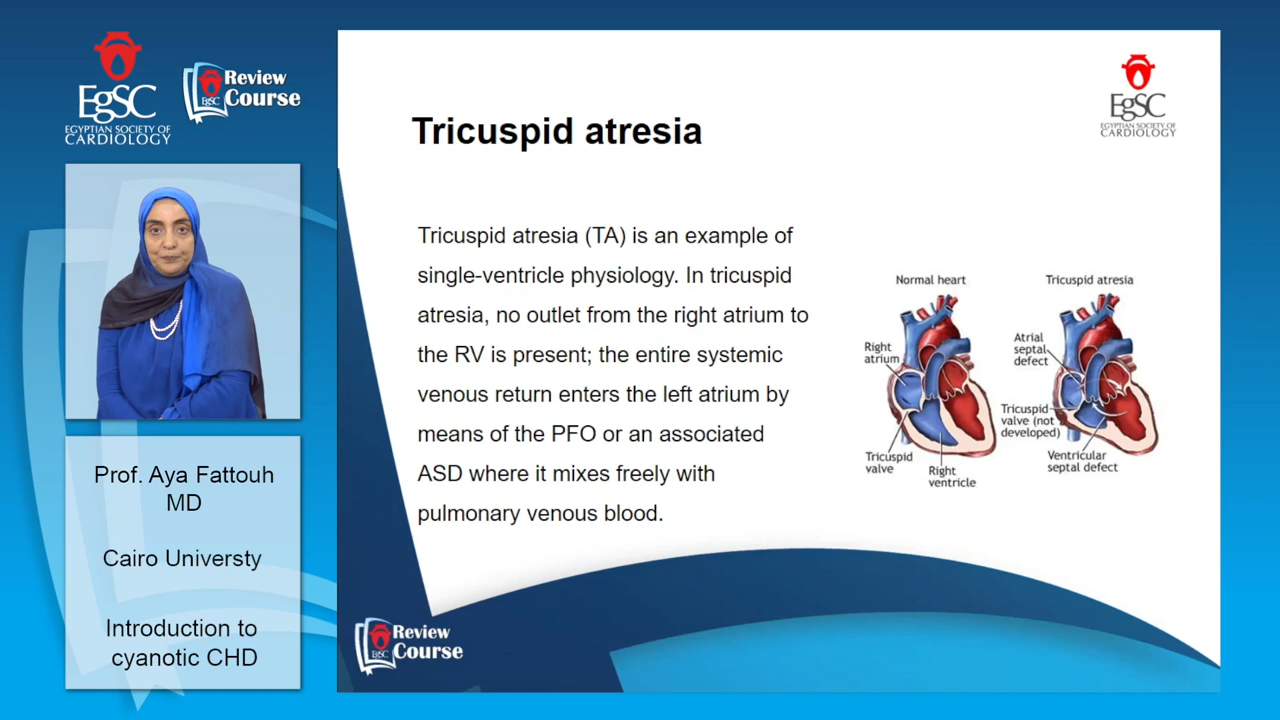 EgSC
EGYPTIAN SOCIETY OF
CARDIOLOGY
EgSC
Review
Course
Prof. Aya Fattouh
MD
Cairo Universty
Introduction to
cyanotic CHD
EgSC
EGYPTIAN SOCIETY OF
CARDIOLOGY
Tricuspid atresia
Tricuspid atresia (TA) is an example of
single-ventricle physiology. In tricuspid
atresia, no outlet from the right atrium to
the RV is present; the entire systemic
venous return enters the left atrium by
means of the PFO or an associated
ASD where it mixes freely with
pulmonary venous blood.
Normal heart
Right
atrium
Tricuspid
valve
Right
ventricle
Tricuspid atresia
Atrial
septal
defect
Tricuspid
valve (not
developed)
Ventricular
septal defect
EgSC
Review
Course